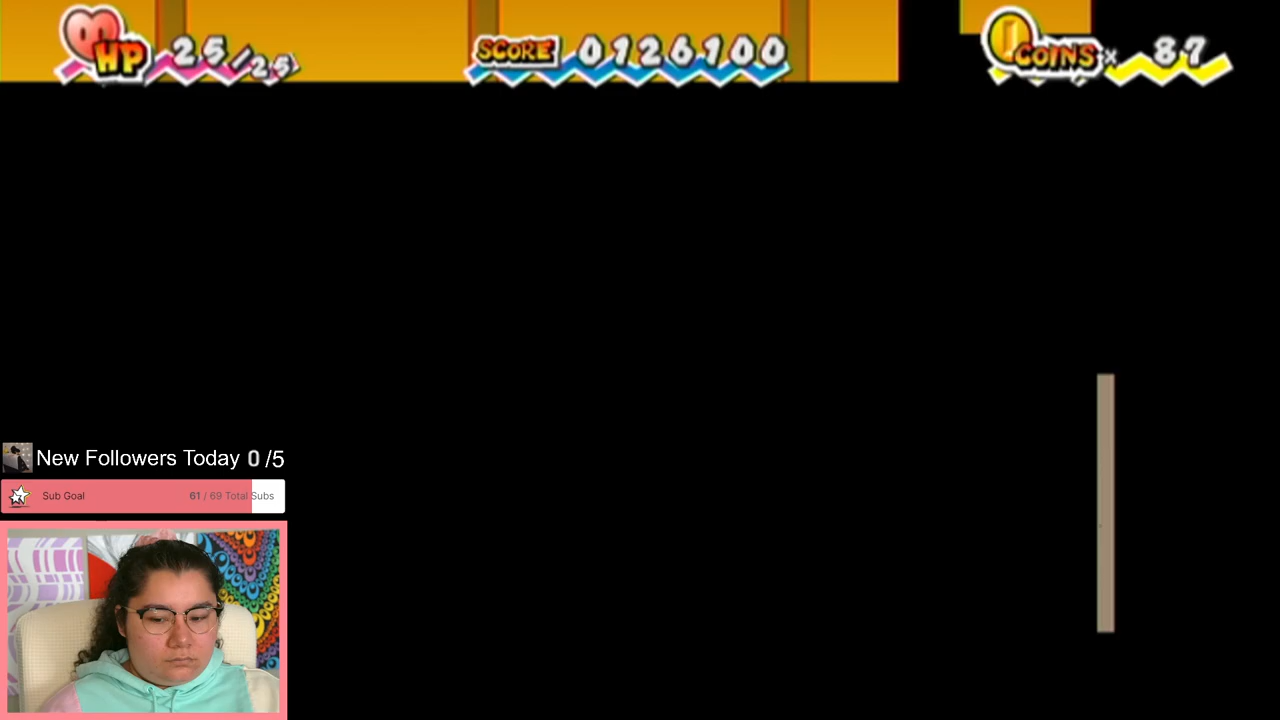 HP 25/25 SCORE 0126100 COINS × 87
New Followers Today 0 /5
Sub Goal 61 / 69 Total Subs